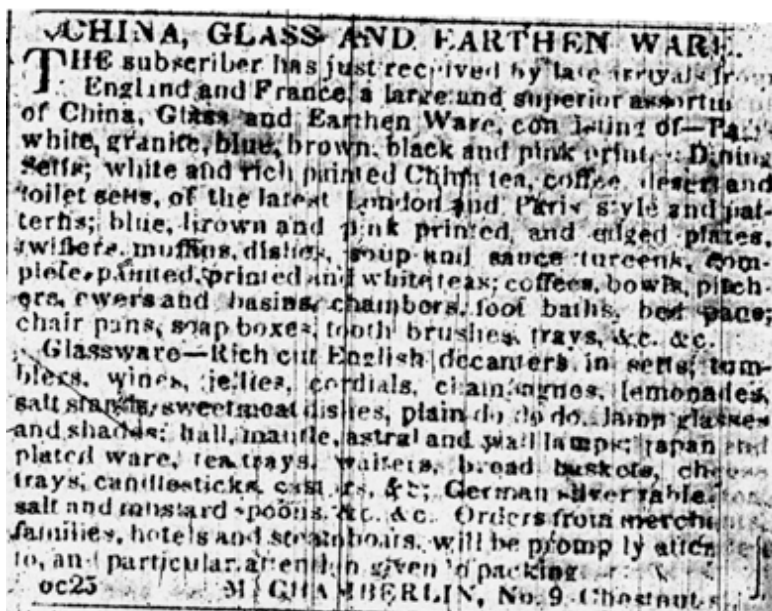 CHINA, GLASS AND EARTHEN WARE.
THE subscriber has just received by late arrivals from
England and France, a large and superior assortm
of China, Glass and Earthen Ware, consisting of—
white, granite, blue, brown, black and pink printed Dining
setts; white and rich painted China tea, coffee, desert and
toilet setts, of the latest London and Paris style and pat-
terns; blue, brown and pink printed, and edged plates,
twiflers, muffins, dishes, soup and sauce tureens, com-
plete, painted, printed and white teas; coffees, bowls, pitch-
ers, ewers and basins, chambers, foot baths, bed pans;
chair pans, soap boxes, tooth brushes, trays, &c. &c.
Glassware—Rich cut English decanters, in setts; tum-
blers, wines, jellies, cordials, champagnes, lemonades,
salt stands, sweetmeat dishes, plain do do do, lamp glasses
and shades; hall, mantle, astral and wall lamps; japan and
plated ware, tea trays, waiters, bread baskets, cheese
trays, candlesticks, castors, &c; German silver table, tea,
salt and mustard spoons, &c. &c. Orders from merchants,
families, hotels and steamboats, will be promptly attende
to, and particular attention given to packing
oc25 M. CHAMBERLIN, No. 9 Chestnut s